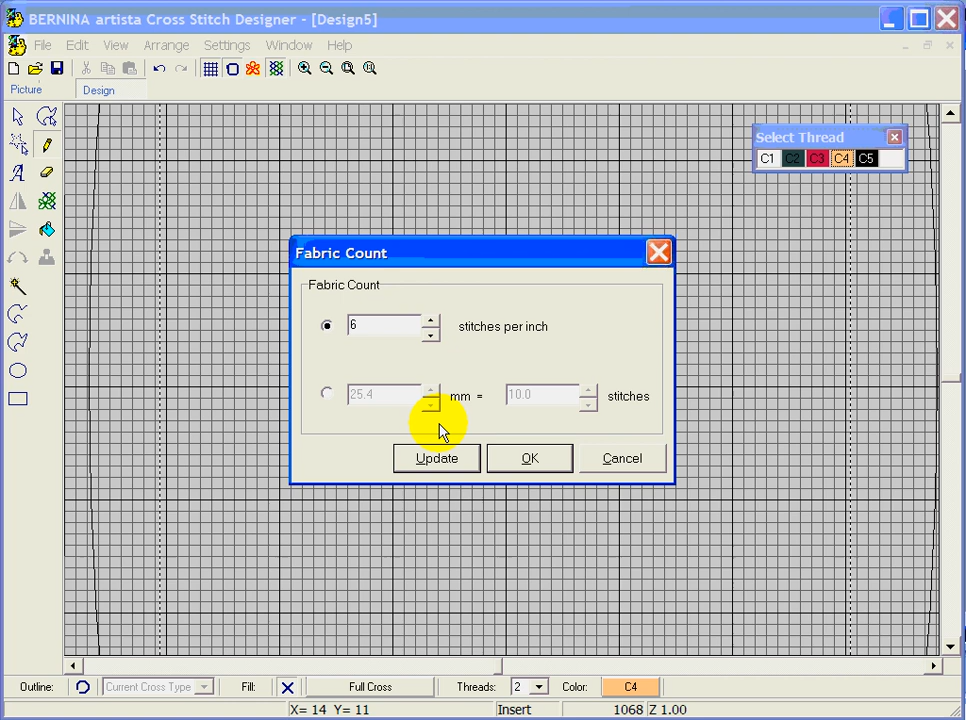 BERNINA artista Cross Stitch Designer - [Design5]
File Edit View Arrange Settings Window Help
Picture Design
Select Thread
C1 C2 C3 C4 C5
A
Fabric Count
Fabric Count
6 stitches per inch
25.4 mm = 10.0 stitches
Update OK Cancel
Outline: Current Cross Type Fill: Full Cross Threads: 2 Color: C4
X= 14 Y= 11 Insert 1068 Z 1.00